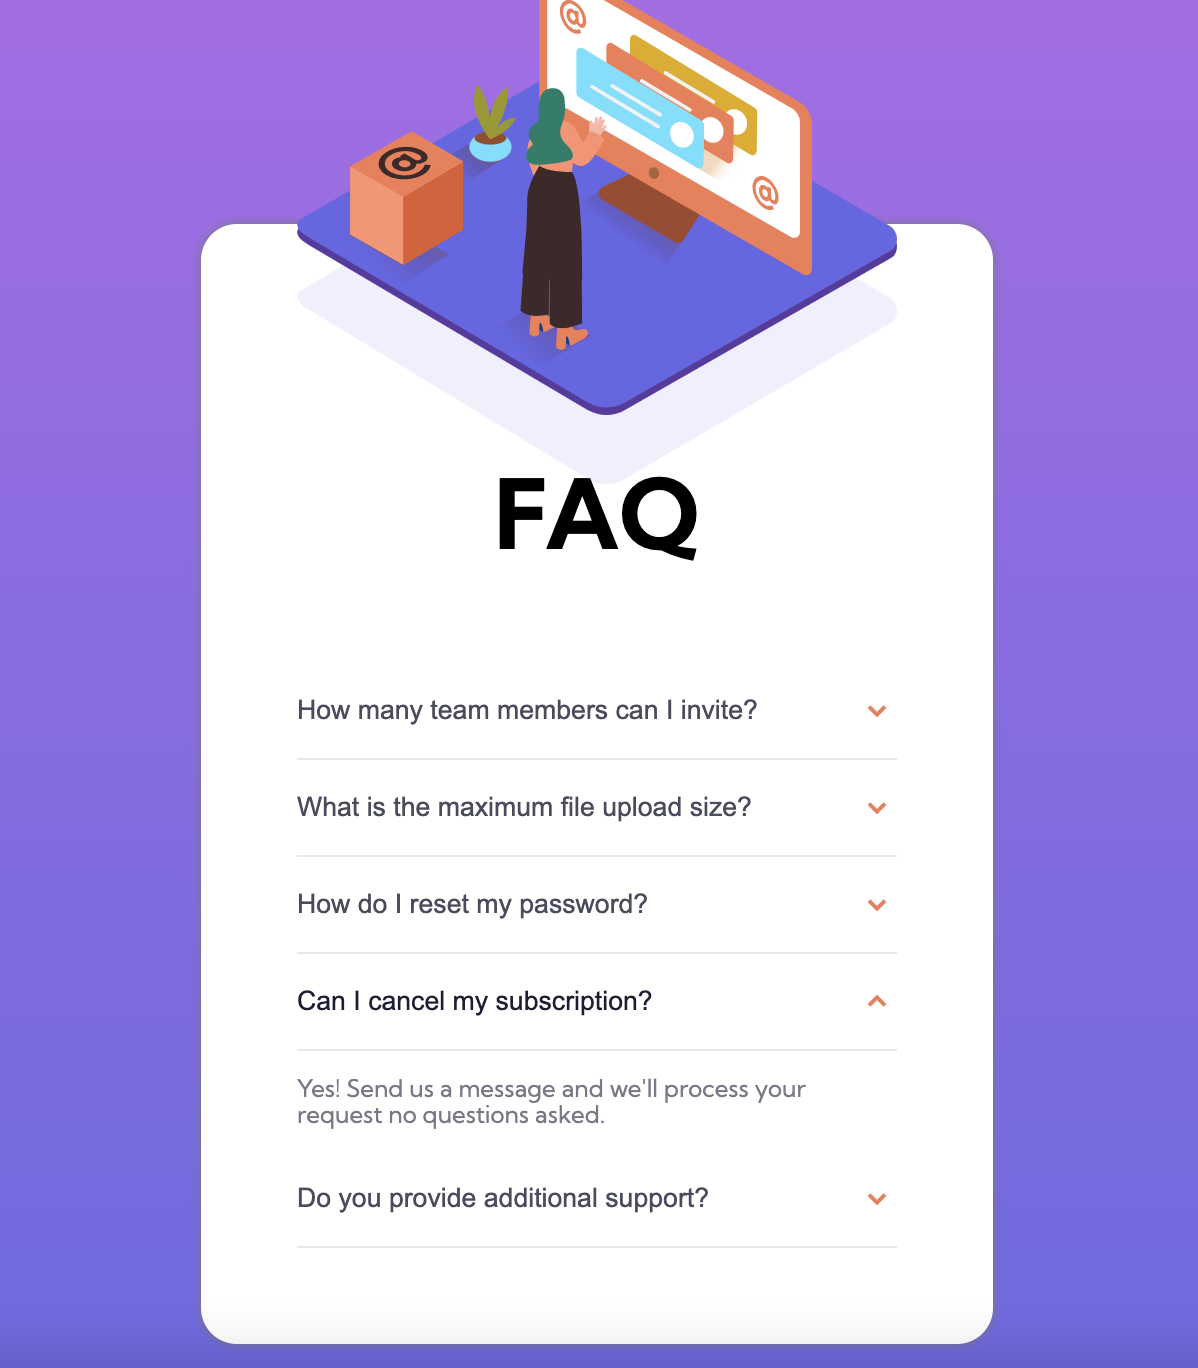 @
@
@
FAQ
How many team members can I invite?
What is the maximum file upload size?
How do I reset my password?
Can I cancel my subscription?
Yes! Send us a message and we'll process your
request no questions asked.
Do you provide additional support?